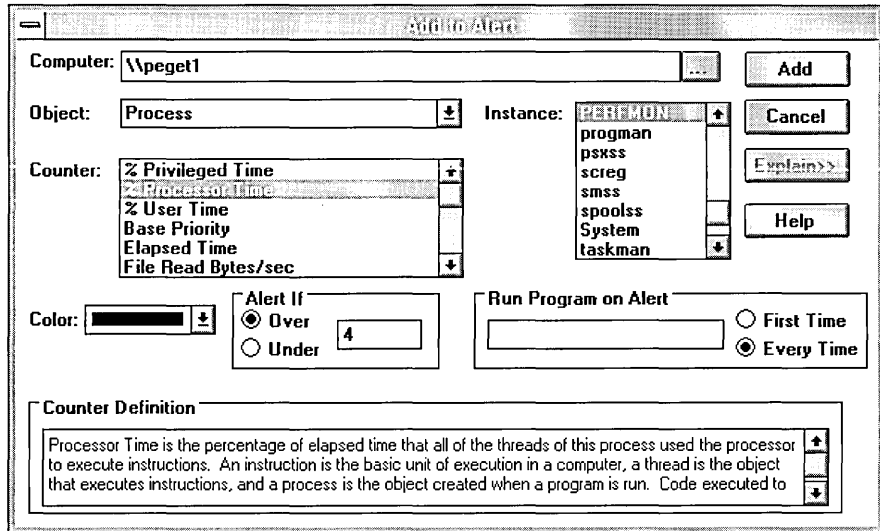 Add to Alert
Computer: \\peget1 ... Add
Object: Process Instance: PERFMON Cancel
progman
psxss
screg
smss
spoolss
System
taskman
Explain>>
Help
Counter: % Privileged Time
% Processor Time
% User Time
Base Priority
Elapsed Time
File Read Bytes/sec
Color:
Alert If
Over
Under
4
Run Program on Alert
First Time
Every Time
Counter Definition
Processor Time is the percentage of elapsed time that all of the threads of this process used the processor
to execute instructions. An instruction is the basic unit of execution in a computer, a thread is the object
that executes instructions, and a process is the object created when a program is run. Code executed to